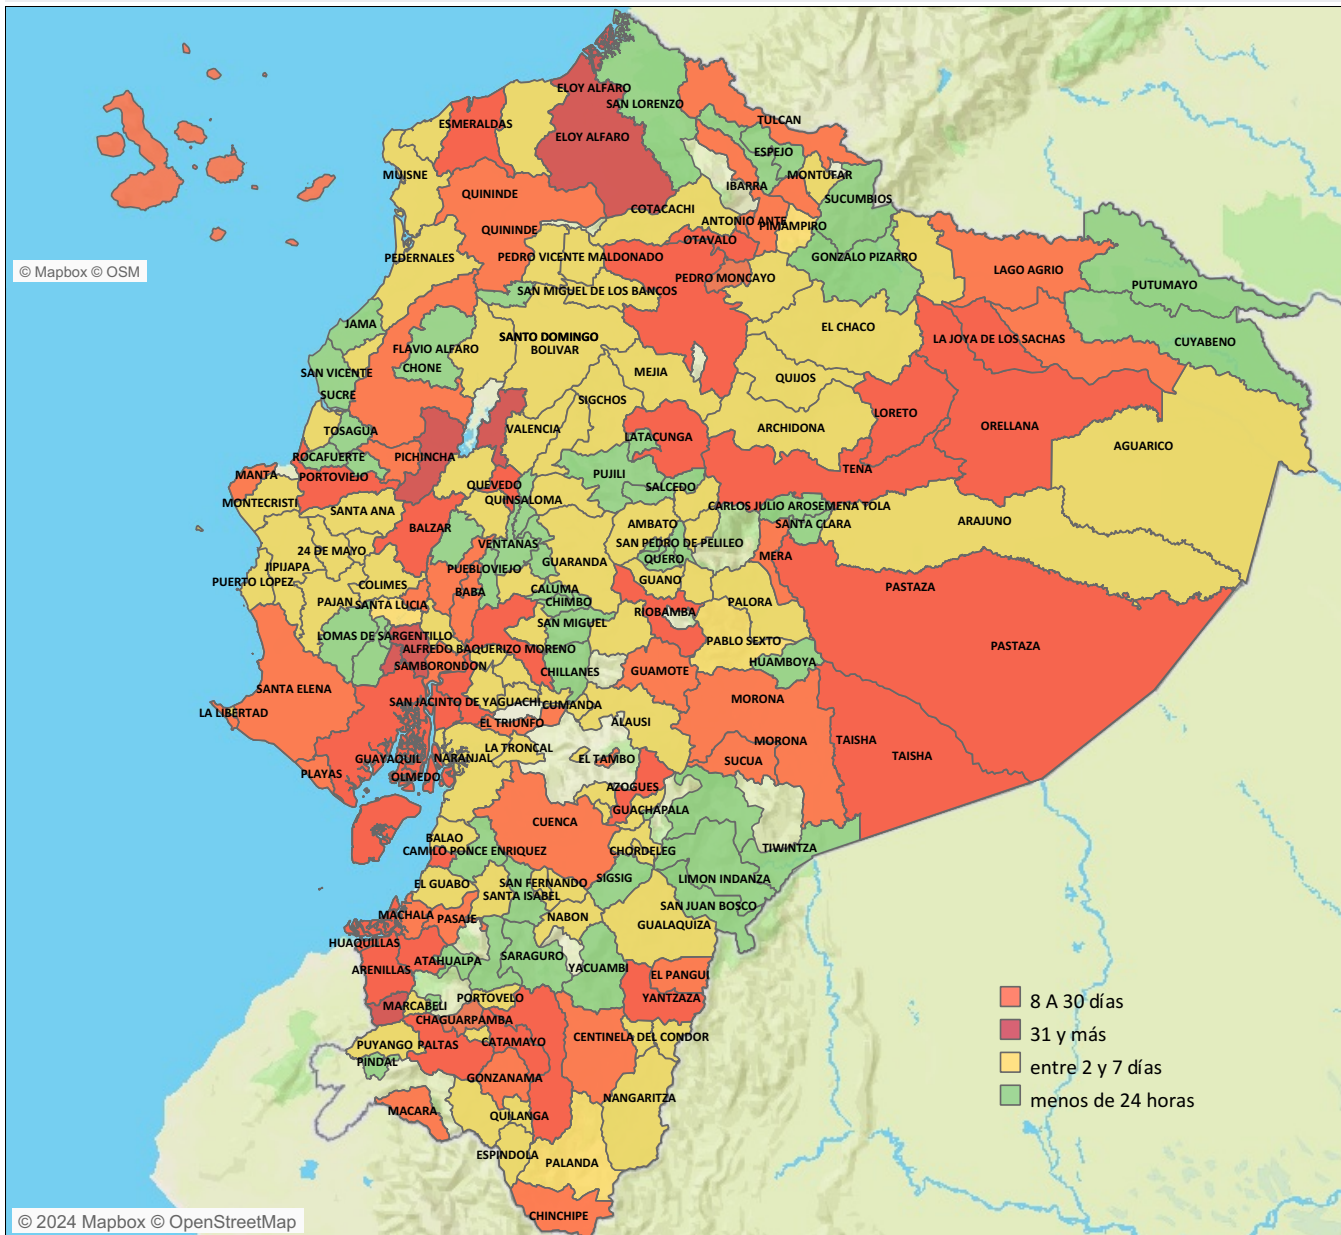 ELOY ALFARO
SAN LORENZO
ESMERALDAS
TULCAN
ELOY ALFARO
ESPEJO
MUISNE
MONTUFAR
IBARRA
QUININDE
SUCUMBIOS
COTACACHI
ANTONIO ANTE
PIMAMPIRO
QUININDE
OTAVALO
PEDERNALES
PEDRO VICENTE MALDONADO
GONZALO PIZARRO
© Mapbox © OSM
LAGO AGRIO
PEDRO MONCAYO
PUTUMAYO
SAN MIGUEL DE LOS BANCOS
JAMA
EL CHACO
SANTO DOMINGO
LA JOYA DE LOS SACHAS
CUYABENO
FLAVIO ALFARO
BOLIVAR
CHONE
SAN VICENTE
MEJIA
QUIJOS
SUCRE
SIGCHOS
LORETO
TOSAGUA
VALENCIA
ARCHIDONA
ORELLANA
LATACUNGA
AGUARICO
ROCAFUERTE
PICHINCHA
MANTA
PORTOVIEJO
PUJILI
TENA
QUEVEDO
SALCEDO
MONTECRISTI
QUINSALOMA
CARLOS JULIO AROSEMENA TOLA
SANTA ANA
BALZAR
AMBATO
SANTA CLARA
ARAJUNO
24 DE MAYO
VENTANAS
SAN PEDRO DE PELILEO
MERA
JIPIJAPA
PUEBLOVIEJO
GUARANDA
QUERO
PUERTO LOPEZ
COLIMES
GUANO
PASTAZA
BABA
CALUMA
PAJAN
SANTA LUCIA
CHIMBO
PALORA
RIOBAMBA
SAN MIGUEL
LOMAS DE SARGENTILLO
PABLO SEXTO
PASTAZA
ALFREDO BAQUERIZO MORENO
SAMBORONDON
HUAMBOYA
CHILLANES
GUAMOTE
SANTA ELENA
SAN JACINTO DE YAGUACHI
CUMANDA
MORONA
LA LIBERTAD
EL TRIUNFO
ALAUSI
MORONA
TAISHA
LA TRONCAL
GUAYAQUIL
NARANJAL
EL TAMBO
SUCUA
TAISHA
PLAYAS
OLMEDO
AZOGUES
GUACHAPALA
CUENCA
BALAO
CAMILO PONCE ENRIQUEZ
CHORDELEG
TIWINTZA
EL GUABO
SAN FERNANDO
SIGSIG
LIMON INDANZA
SANTA ISABEL
SAN JUAN BOSCO
MACHALA
PASAJE
NABON
GUALAQUIZA
HUAQUILLAS
ATAHUALPA
SARAGURO
ARENILLAS
YACUAMBI
EL PANGUI
MARCABELI
PORTOVELO
YANTZAZA
CHAGUARPAMBA
PUYANGO
PALTAS
CATAMAYO
CENTINELA DEL CONDOR
PINDAL
GONZANAMA
MACARA
QUILANGA
NANGARITZA
ESPINDOLA
PALANDA
CHINCHIPE
8 A 30 días
31 y más
entre 2 y 7 días
menos de 24 horas
© 2024 Mapbox © OpenStreetMap